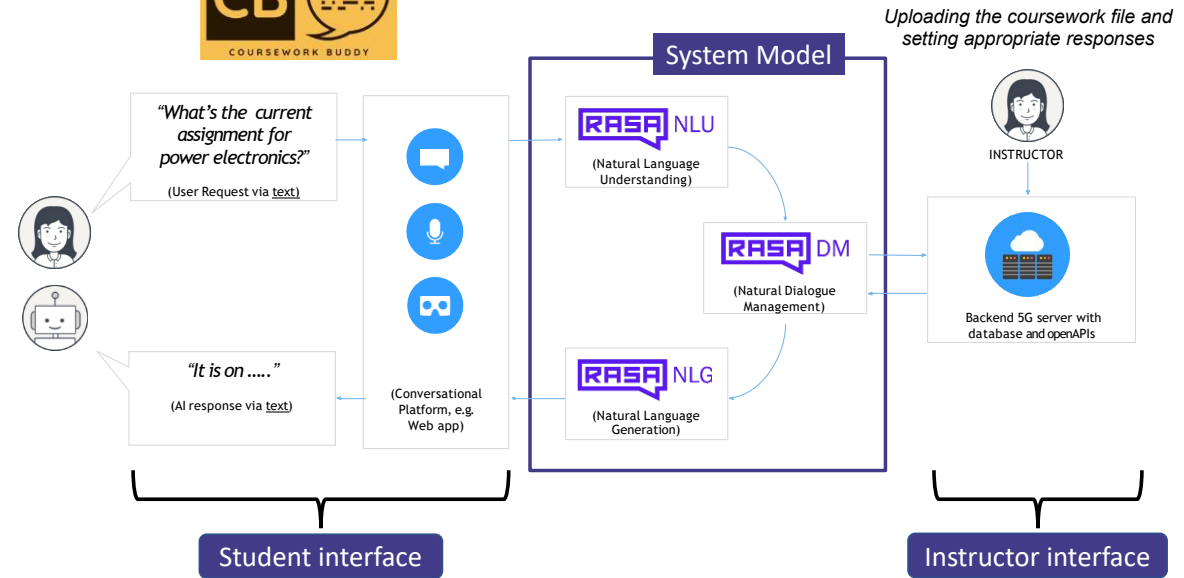 CB
COURSEWORK BUDDY
Uploading the coursework file and
setting appropriate responses
System Model
“What’s the current
assignment for
power electronics?”
(User Request via text)
RASA NLU
(Natural Language
Understanding)
INSTRUCTOR
RASA DM
(Natural Dialogue
Management)
Backend 5G server with
database and openAPIs
“It is on .....”
(AI response via text)
(Conversational
Platform, e.g.
Web app)
RASA NLG
(Natural Language
Generation)
Student interface
Instructor interface